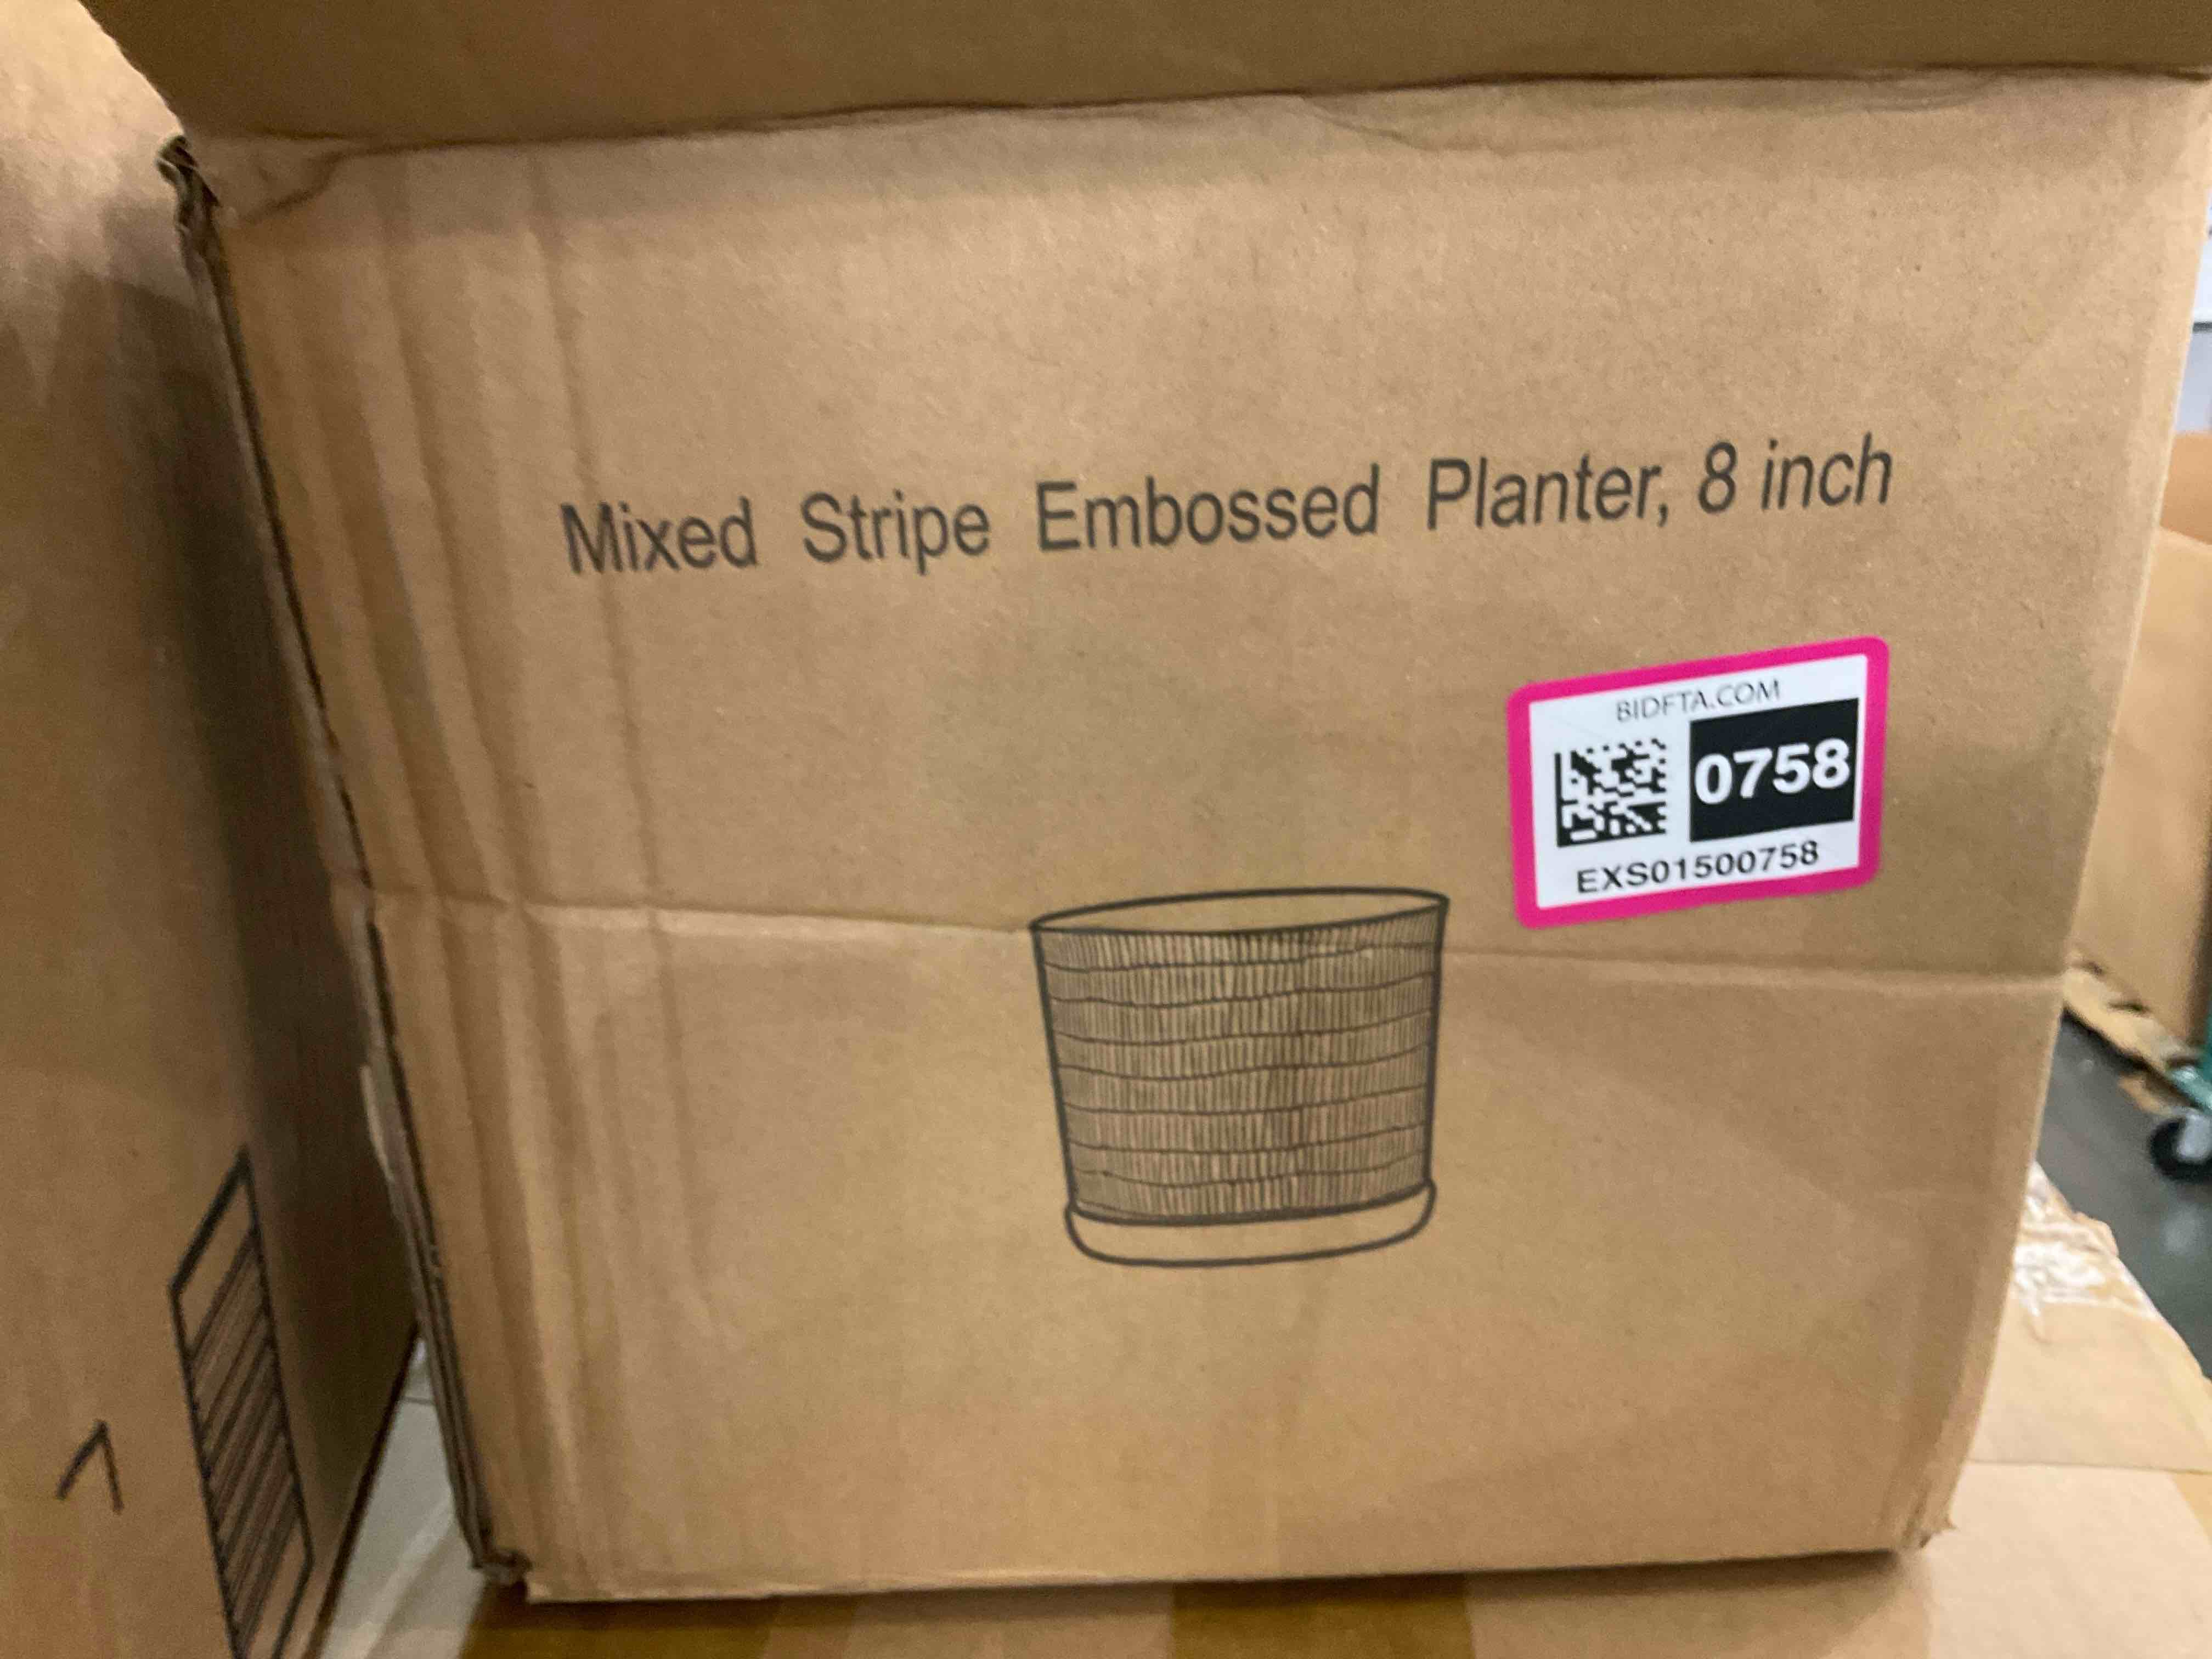 Mixed Stripe Embossed Planter, 8 inch
BIDFTA.COM
0758
EXS01500758